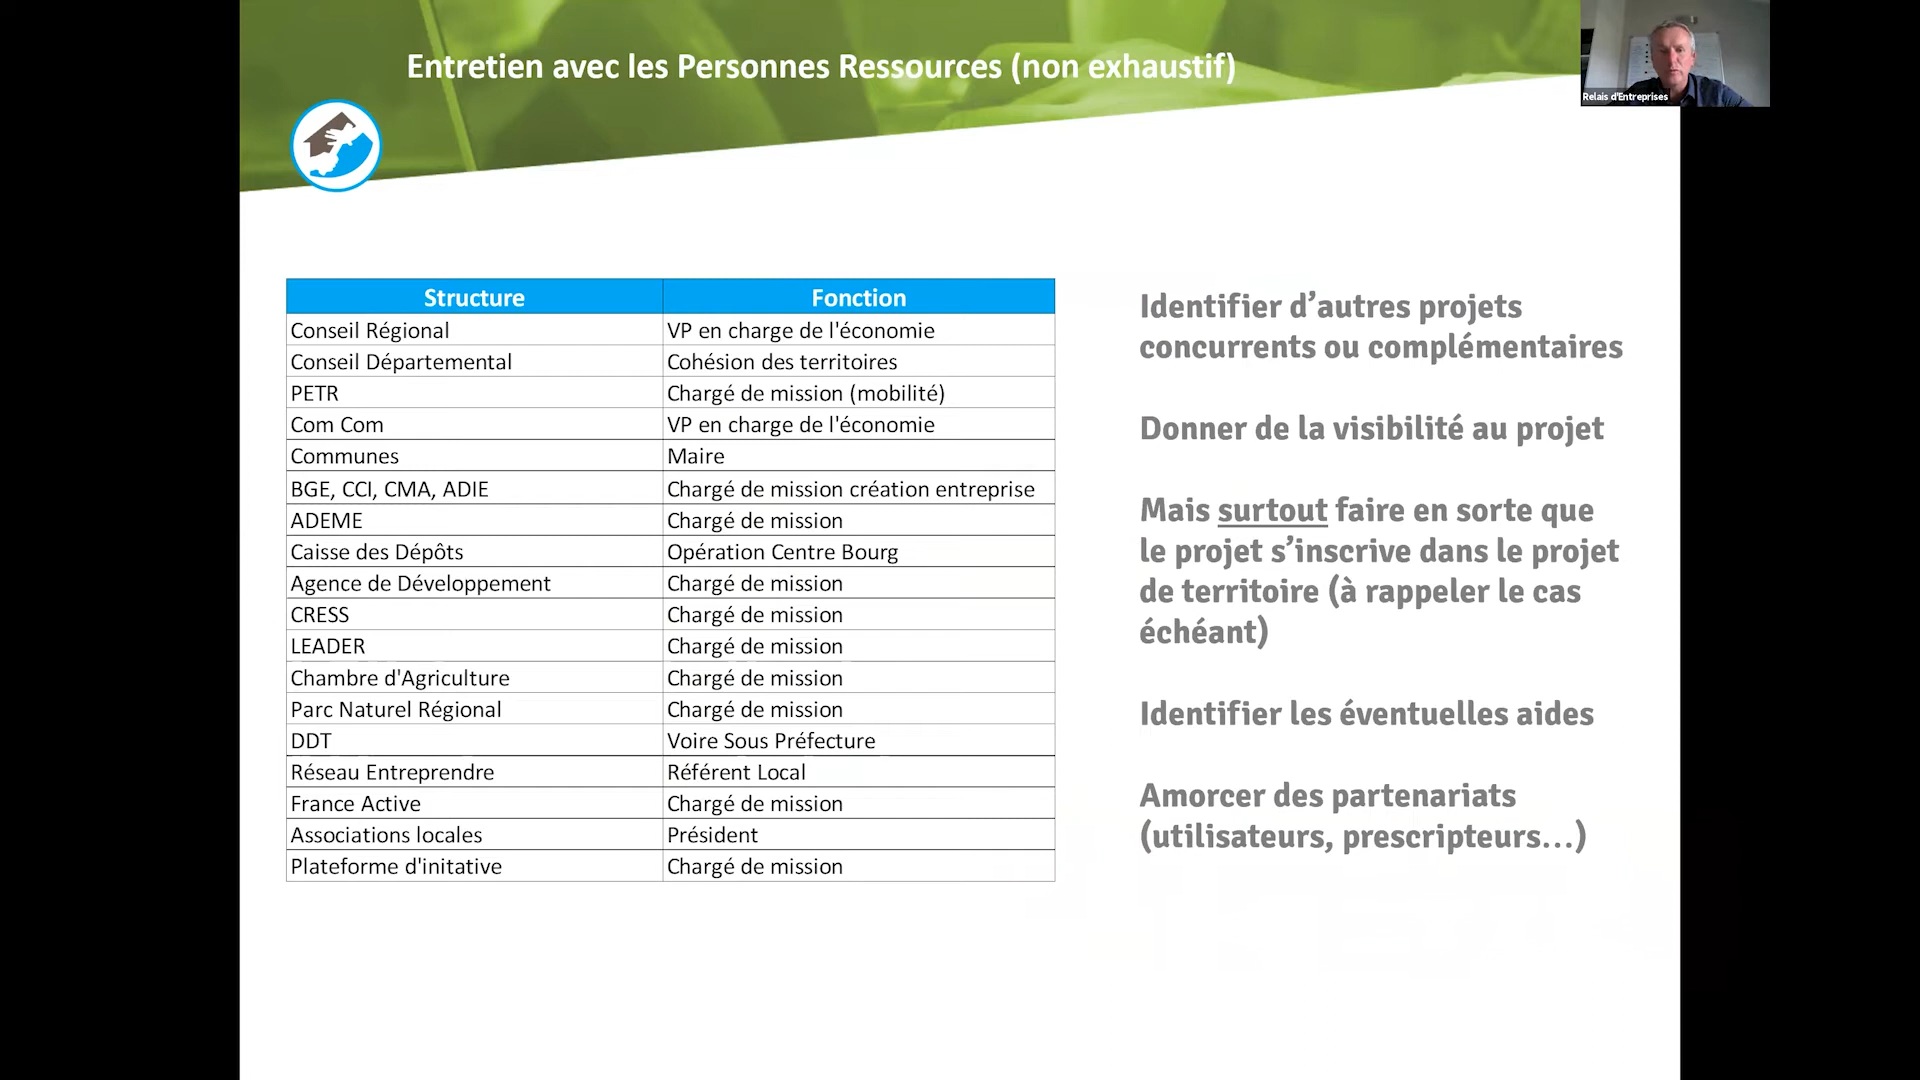 Entretien avec les Personnes Ressources (non exhaustif)
Relais d'Entreprises
Structure Fonction
Conseil Régional VP en charge de l'économie
Conseil Départemental Cohésion des territoires
PETR Chargé de mission (mobilité)
Com Com VP en charge de l'économie
Communes Maire
BGE, CCI, CMA, ADIE Chargé de mission création entreprise
ADEME Chargé de mission
Caisse des Dépôts Opération Centre Bourg
Agence de Développement Chargé de mission
CRESS Chargé de mission
LEADER Chargé de mission
Chambre d'Agriculture Chargé de mission
Parc Naturel Régional Chargé de mission
DDT Voire Sous Préfecture
Réseau Entreprendre Référent Local
France Active Chargé de mission
Associations locales Président
Plateforme d'initative Chargé de mission
Identifier d’autres projets
concurrents ou complémentaires
Donner de la visibilité au projet
Mais surtout faire en sorte que
le projet s’inscrive dans le projet
de territoire (à rappeler le cas
échéant)
Identifier les éventuelles aides
Amorcer des partenariats
(utilisateurs, prescripteurs…)